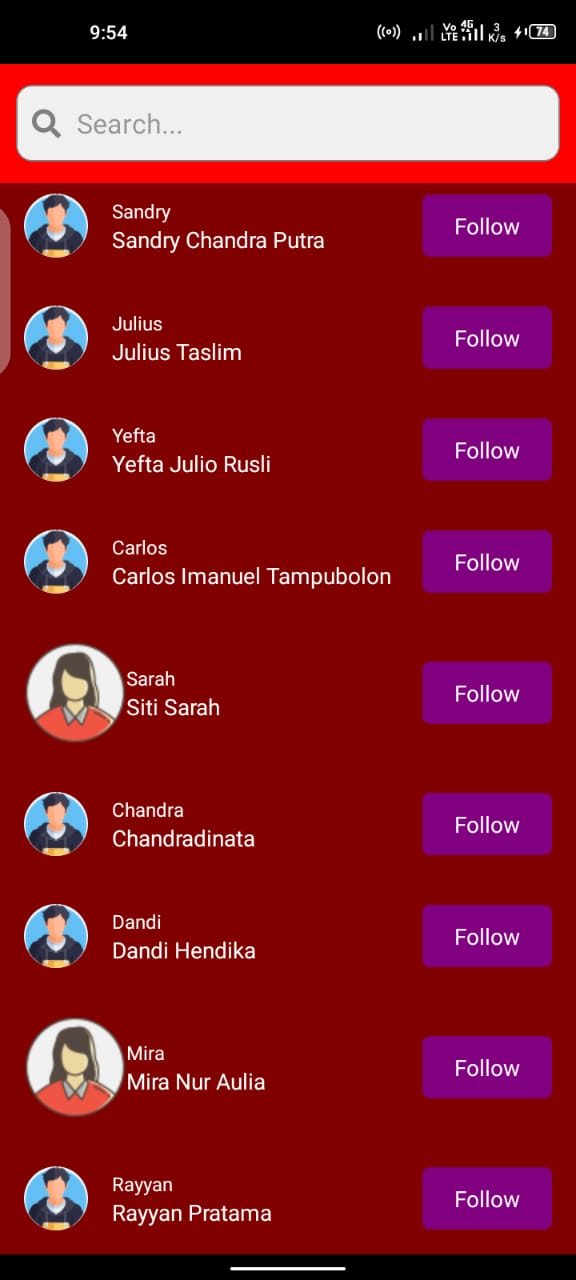 9:54
Vo LTE 4G 3 K/s 74
Search...
Sandry
Sandry Chandra Putra
Follow
Julius
Julius Taslim
Follow
Yefta
Yefta Julio Rusli
Follow
Carlos
Carlos Imanuel Tampubolon
Follow
Sarah
Siti Sarah
Follow
Chandra
Chandradinata
Follow
Dandi
Dandi Hendika
Follow
Mira
Mira Nur Aulia
Follow
Rayyan
Rayyan Pratama
Follow